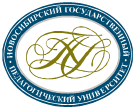 НОВОСИБИРСКИЙ ГОСУДАРСТВЕННЫЙ
ПЕДАГОГИЧЕСКИЙ УНИВЕРСИТЕТ